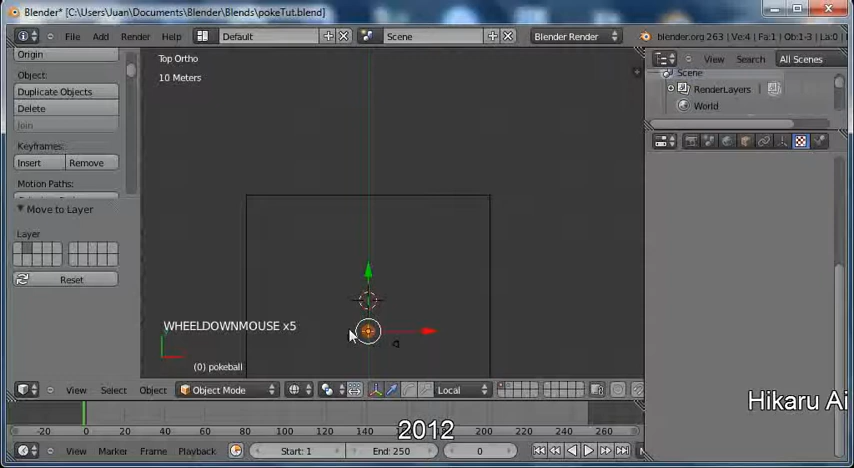 Blender* [C:\Users\Juan\Documents\Blender\Blends\pokeTut.blend]
File Add Render Help Default Scene Blender Render blender.org 263 | Ve:4 | Fa:1 | Ob:1-3 | La:0 |
Origin
Object:
Duplicate Objects
Delete
Join
Keyframes:
Insert Remove
Motion Paths:
Move to Layer
Layer
Reset
Top Ortho
10 Meters
WHEELDOWNMOUSE x5
(0) pokeball
View Search All Scenes
Scene
RenderLayers
World
View Select Object Object Mode Local
-20 0 20 40 60 80 100 120 140 160 180 200 220 240 260
View Marker Frame Playback Start: 1 End: 250 0
2012
Hikaru Ai